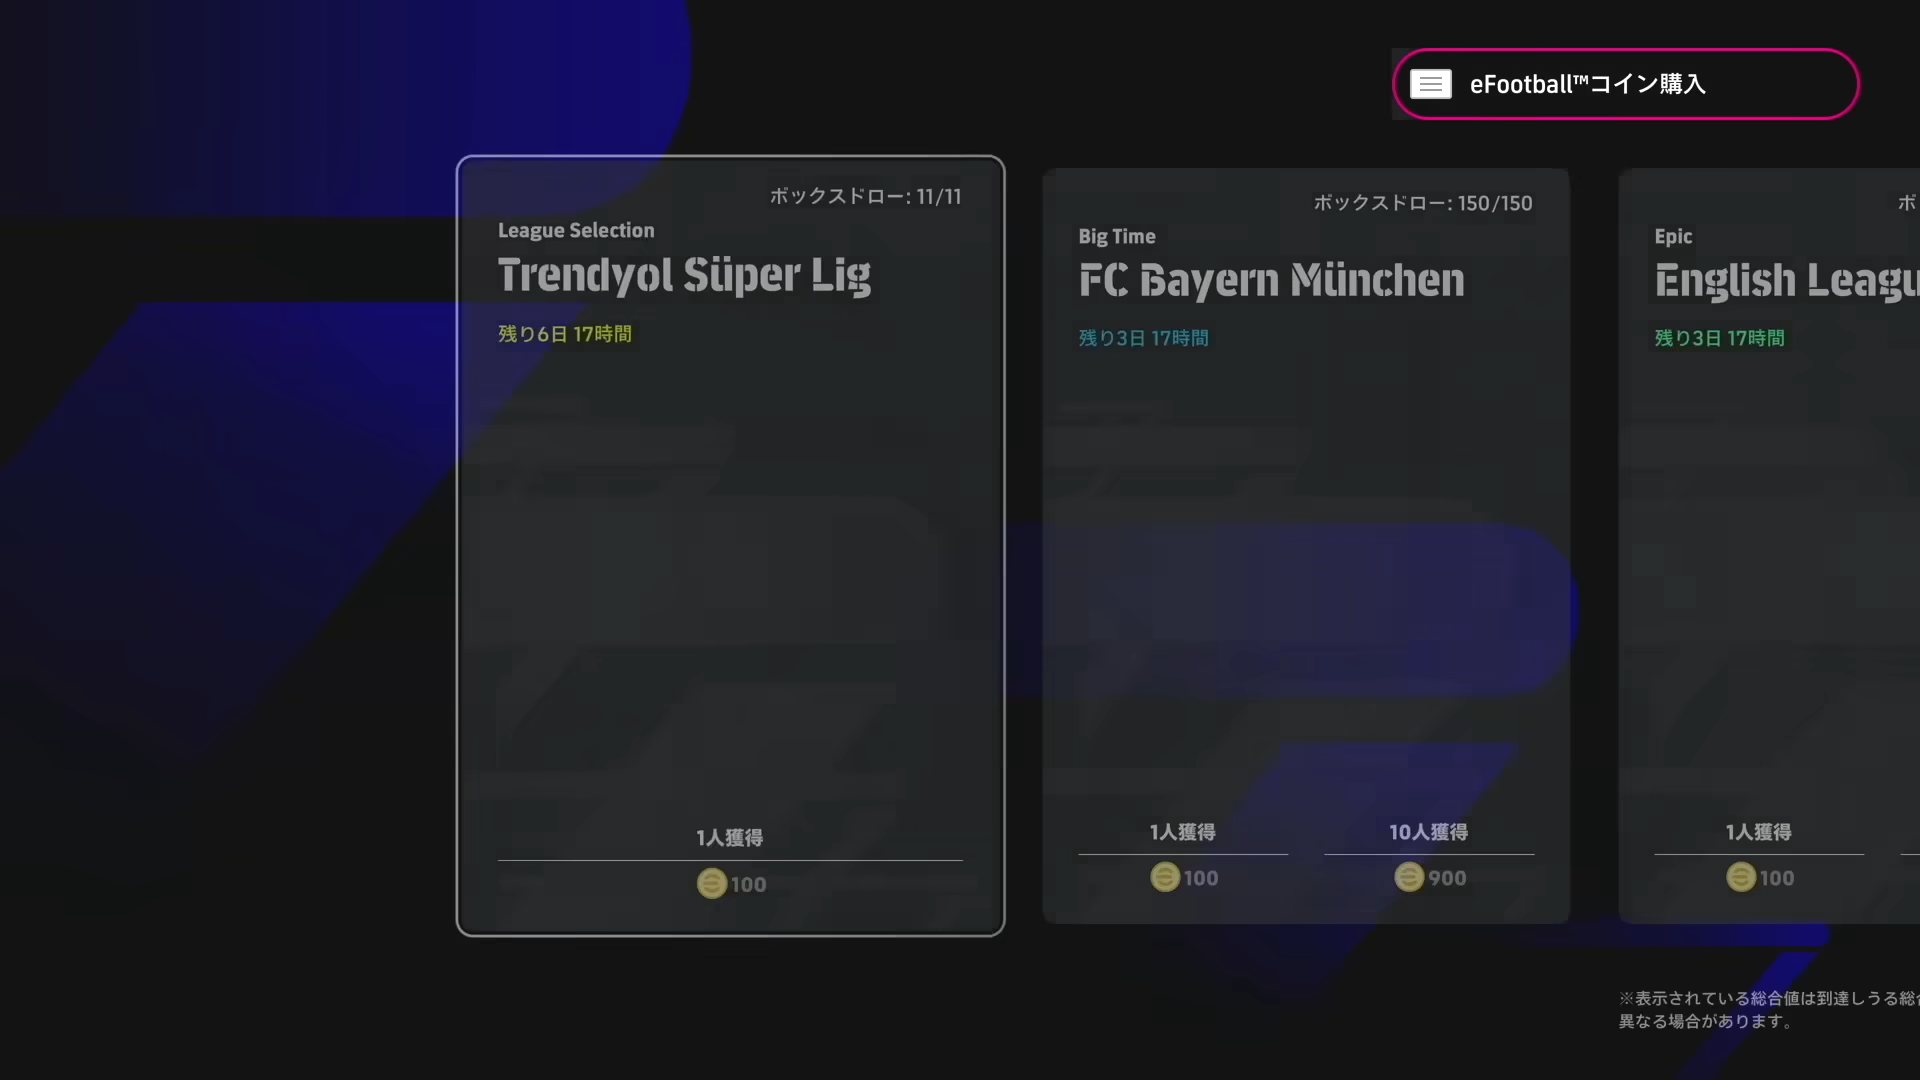 eFootball™コイン購入
ボックスドロー: 11/11
League Selection
Trendyol Süper Lig
残り6日 17時間
1人獲得
100
ボックスドロー: 150/150
Big Time
FC Bayern München
残り3日 17時間
1人獲得
100
10人獲得
900
ボ
Epic
English Leagu
残り3日 17時間
1人獲得
100
※表示されている総合値は到達しうる総合
異なる場合があります。